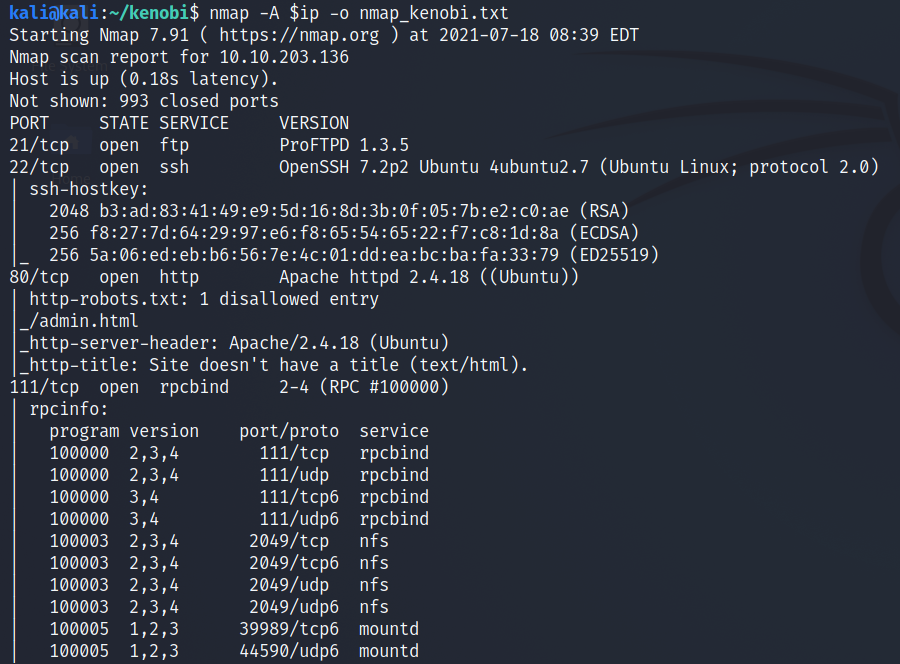 kali@kali:~/kenobi$ nmap -A $ip -o nmap_kenobi.txt
Starting Nmap 7.91 ( https://nmap.org ) at 2021-07-18 08:39 EDT
Nmap scan report for 10.10.203.136
Host is up (0.18s latency).
Not shown: 993 closed ports
PORT     STATE SERVICE     VERSION
21/tcp   open  ftp         ProFTPD 1.3.5
22/tcp   open  ssh         OpenSSH 7.2p2 Ubuntu 4ubuntu2.7 (Ubuntu Linux; protocol 2.0)
| ssh-hostkey:
|   2048 b3:ad:83:41:49:e9:5d:16:8d:3b:0f:05:7b:e2:c0:ae (RSA)
|   256 f8:27:7d:64:29:97:e6:f8:65:54:65:22:f7:c8:1d:8a (ECDSA)
|_  256 5a:06:ed:eb:b6:56:7e:4c:01:dd:ea:bc:ba:fa:33:79 (ED25519)
80/tcp   open  http        Apache httpd 2.4.18 ((Ubuntu))
| http-robots.txt: 1 disallowed entry
|_/admin.html
|_http-server-header: Apache/2.4.18 (Ubuntu)
|_http-title: Site doesn't have a title (text/html).
111/tcp  open  rpcbind     2-4 (RPC #100000)
| rpcinfo:
|   program version    port/proto  service
|   100000  2,3,4        111/tcp   rpcbind
|   100000  2,3,4        111/udp   rpcbind
|   100000  3,4          111/tcp6  rpcbind
|   100000  3,4          111/udp6  rpcbind
|   100003  2,3,4       2049/tcp   nfs
|   100003  2,3,4       2049/tcp6  nfs
|   100003  2,3,4       2049/udp   nfs
|   100003  2,3,4       2049/udp6  nfs
|   100005  1,2,3      39989/tcp6  mountd
|   100005  1,2,3      44590/udp6  mountd